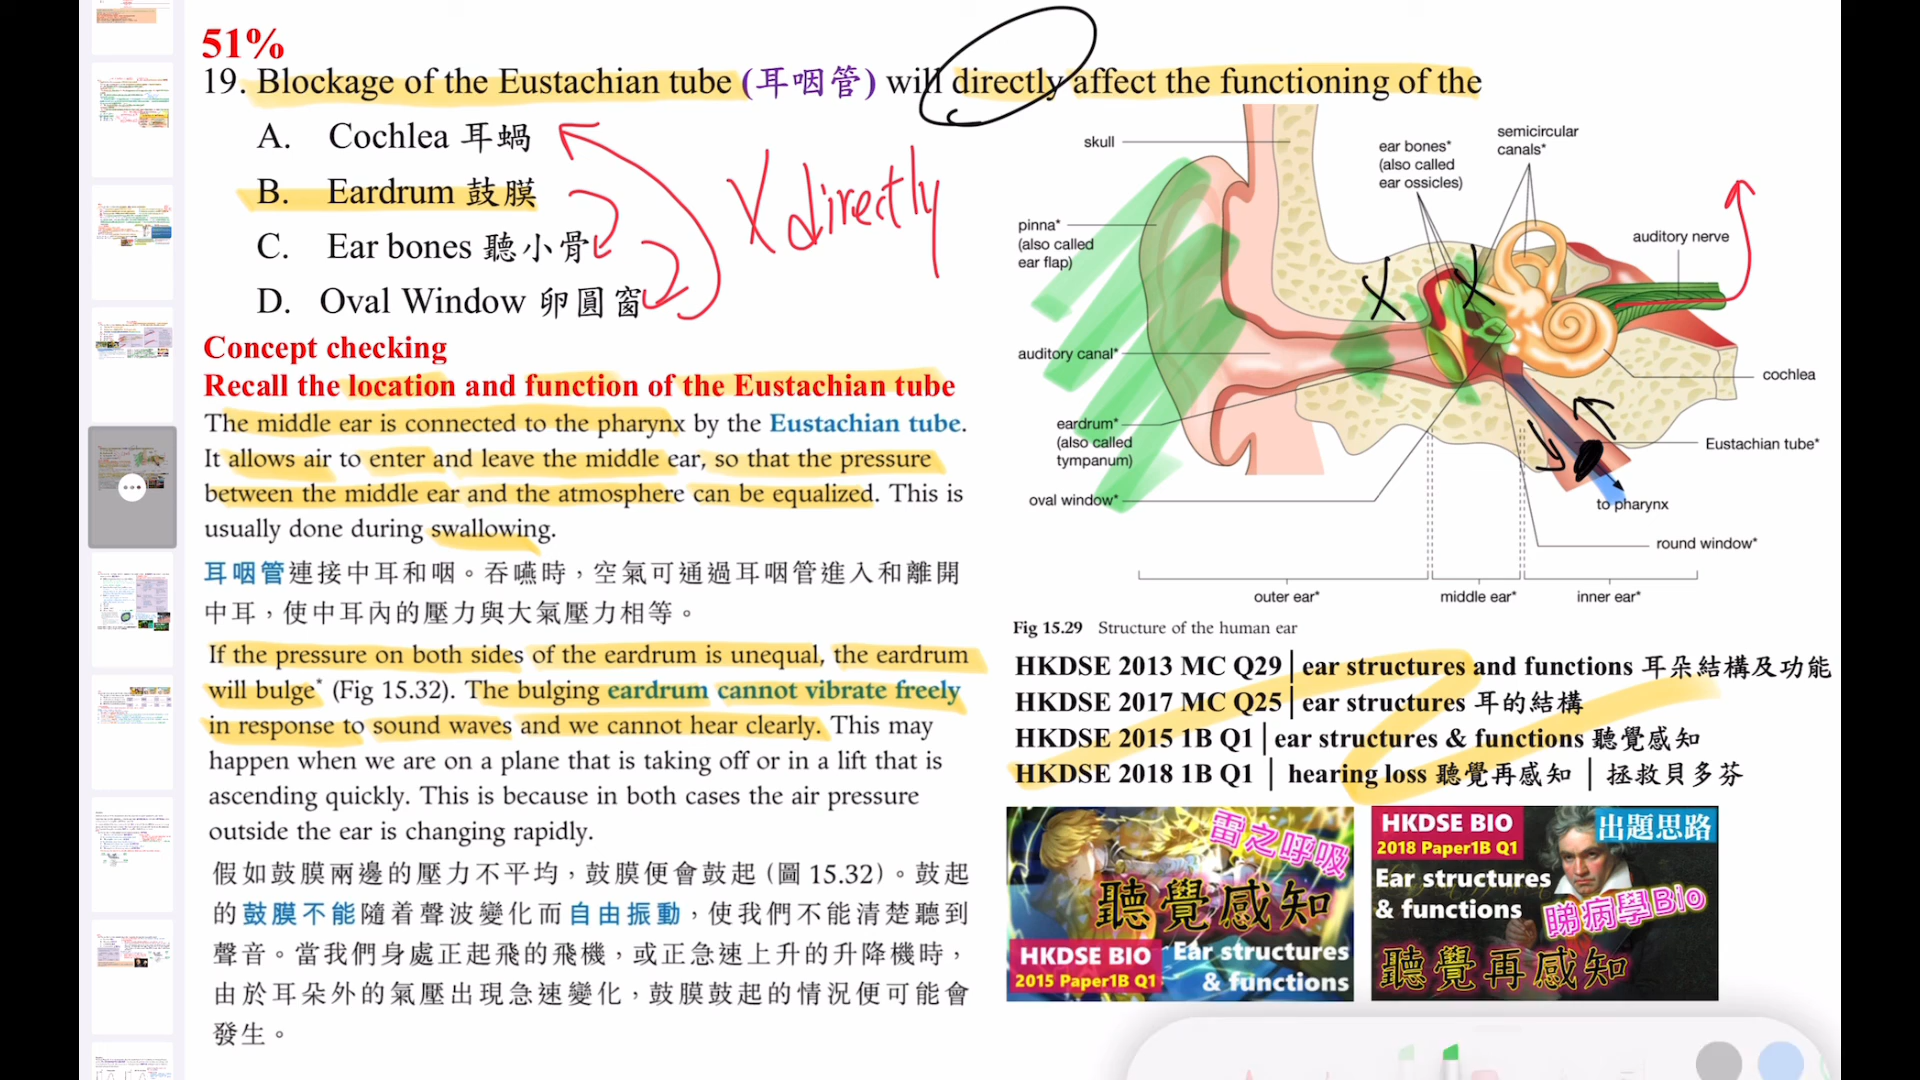 51%
19. Blockage of the Eustachian tube (耳咽管) will directly affect the functioning of the
A. Cochlea 耳蝸
B. Eardrum 鼓膜
C. Ear bones 聽小骨
D. Oval Window 卵圓窗
X directly
Concept checking
Recall the location and function of the Eustachian tube
The middle ear is connected to the pharynx by the Eustachian tube.
It allows air to enter and leave the middle ear, so that the pressure
between the middle ear and the atmosphere can be equalized. This is
usually done during swallowing.
耳咽管連接中耳和咽。吞嚥時，空氣可通過耳咽管進入和離開
中耳，使中耳內的壓力與大氣壓力相等。
If the pressure on both sides of the eardrum is unequal, the eardrum
will bulge* (Fig 15.32). The bulging eardrum cannot vibrate freely
in response to sound waves and we cannot hear clearly. This may
happen when we are on a plane that is taking off or in a lift that is
ascending quickly. This is because in both cases the air pressure
outside the ear is changing rapidly.
假如鼓膜兩邊的壓力不平均，鼓膜便會鼓起 (圖 15.32)。鼓起
的鼓膜不能隨着聲波變化而自由振動，使我們不能清楚聽到
聲音。當我們身處正起飛的飛機，或正急速上升的升降機時，
由於耳朵外的氣壓出現急速變化，鼓膜鼓起的情況便可能會
發生。
skull
ear bones*
(also called
ear ossicles)
semicircular
canals*
pinna*
(also called
ear flap)
auditory nerve
X X
auditory canal*
cochlea
eardrum*
(also called
tympanum)
Eustachian tube*
oval window*
to pharynx
round window*
outer ear*
middle ear*
inner ear*
Fig 15.29 Structure of the human ear
HKDSE 2013 MC Q29│ear structures and functions 耳朵結構及功能
HKDSE 2017 MC Q25│ear structures 耳的結構
HKDSE 2015 1B Q1│ear structures & functions 聽覺感知
HKDSE 2018 1B Q1│hearing loss 聽覺再感知│拯救貝多芬
雷之呼吸
聽覺感知
HKDSE BIO
2015 Paper1B Q1
Ear structures
& functions
HKDSE BIO
2018 Paper1B Q1
出題思路
Ear structures
& functions
睇病學Bio
聽覺再感知